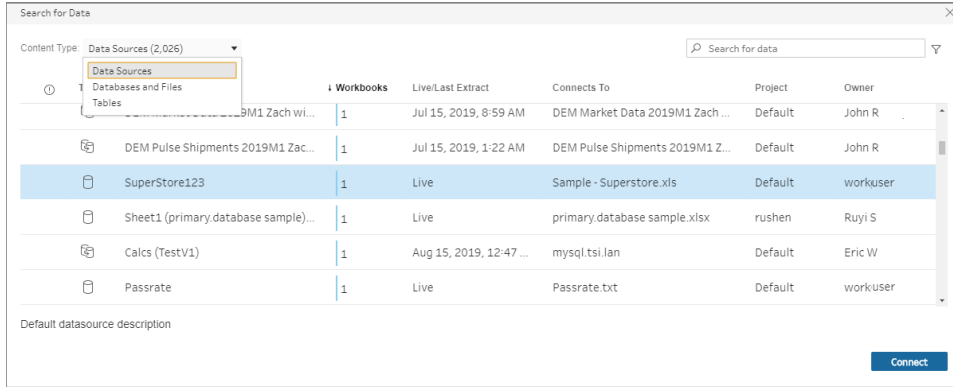 Search for Data
Content Type: Data Sources (2,026) Search for data
Data Sources
Databases and Files
Tables
Workbooks Live/Last Extract Connects To Project Owner
M1 Zach wi... 1 Jul 15, 2019, 8:59 AM DEM Market Data 2019M1 Zach ... Default John R
DEM Pulse Shipments 2019M1 Zac... 1 Jul 15, 2019, 1:22 AM DEM Pulse Shipments 2019M1 Z... Default John R
SuperStore123 1 Live Sample - Superstore.xls Default workuser
Sheet1 (primary.database sample)... 1 Live primary.database sample.xlsx rushen Ruyi S
Calcs (TestV1) 1 Aug 15, 2019, 12:47 ... mysql.tsi.lan Default Eric W
Passrate 1 Live Passrate.txt Default workuser
Default datasource description
Connect